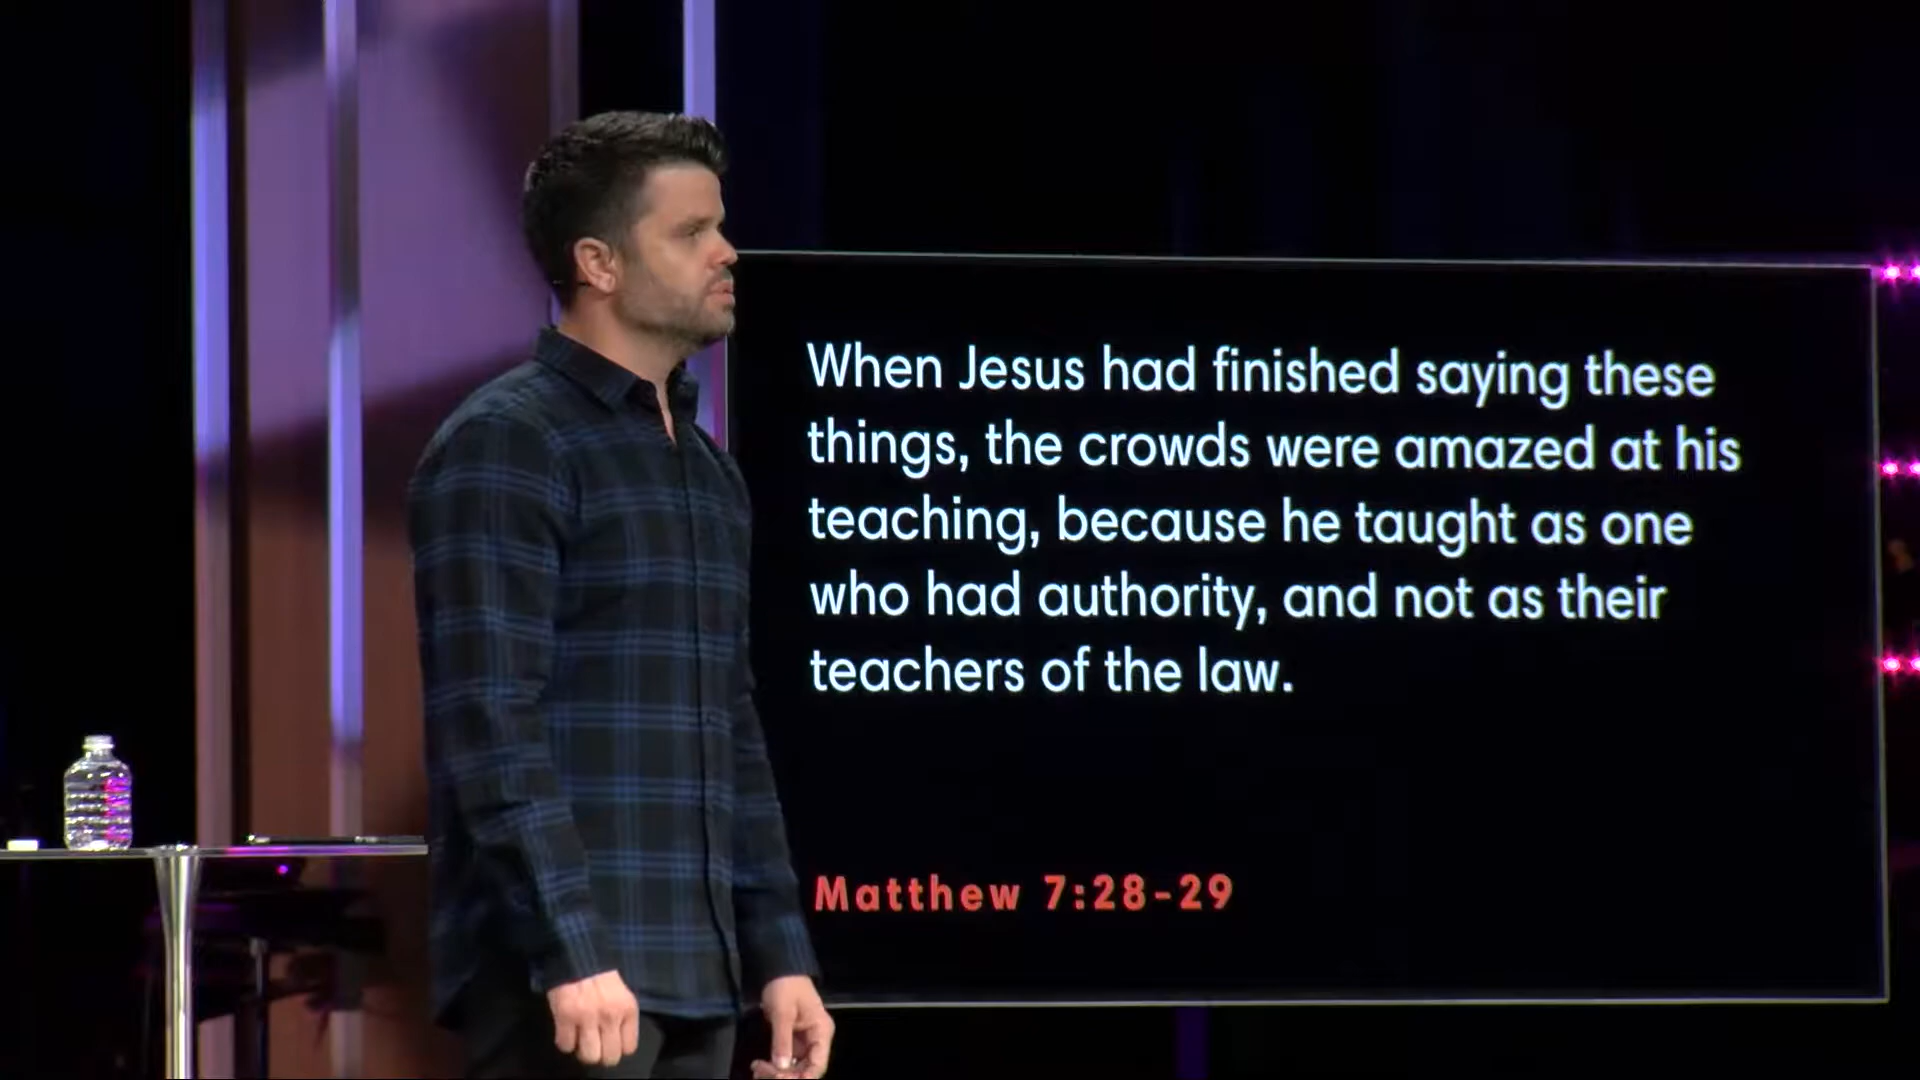 When Jesus had finished saying these
things, the crowds were amazed at his
teaching, because he taught as one
who had authority, and not as their
teachers of the law.
Matthew 7:28-29